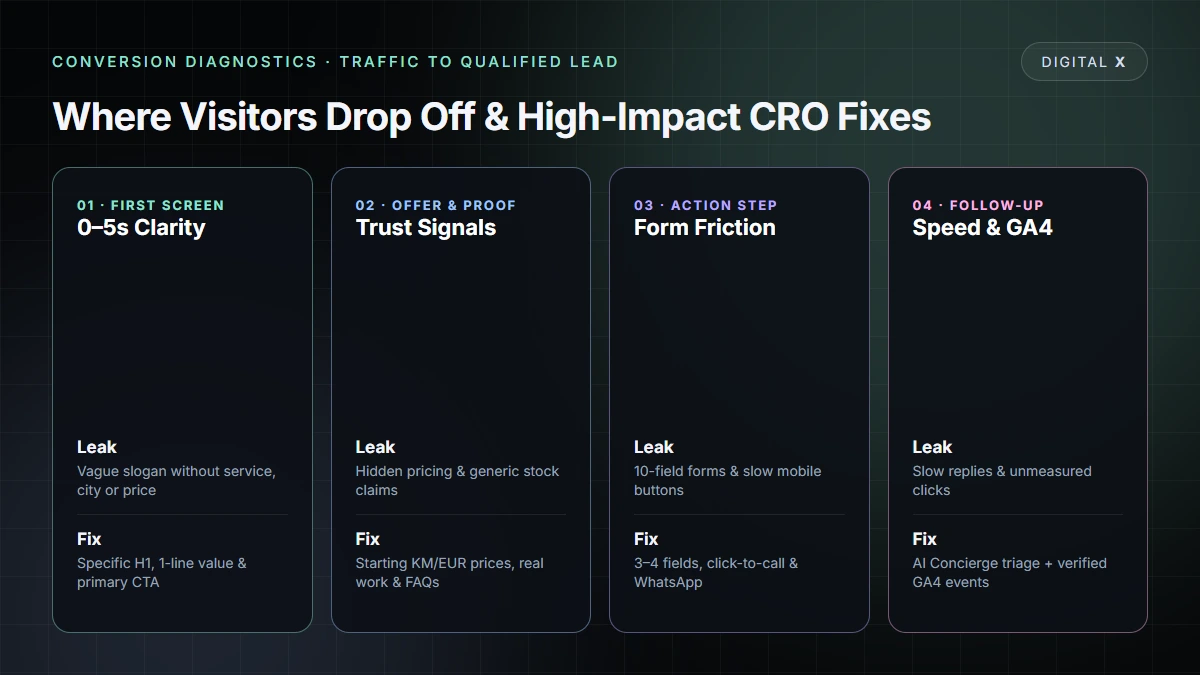 CONVERSION DIAGNOSTICS · TRAFFIC TO QUALIFIED LEAD
DIGITAL X
Where Visitors Drop Off & High-Impact CRO Fixes
01 · FIRST SCREEN
0–5s Clarity
Leak
Vague slogan without service,
city or price
Fix
Specific H1, 1-line value &
primary CTA
02 · OFFER & PROOF
Trust Signals
Leak
Hidden pricing & generic stock
claims
Fix
Starting KM/EUR prices, real
work & FAQs
03 · ACTION STEP
Form Friction
Leak
10-field forms & slow mobile
buttons
Fix
3–4 fields, click-to-call &
WhatsApp
04 · FOLLOW-UP
Speed & GA4
Leak
Slow replies & unmeasured
clicks
Fix
AI Concierge triage + verified
GA4 events